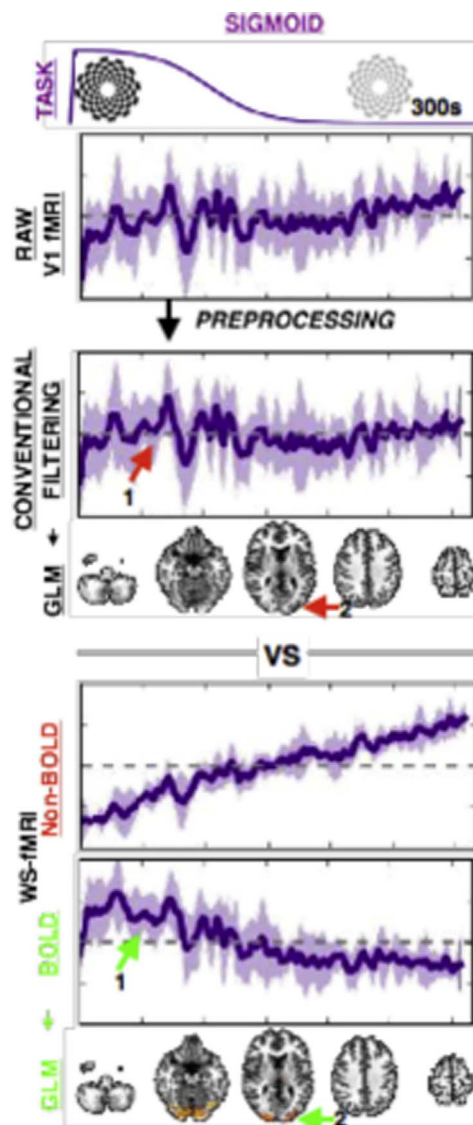 SIGMOID
TASK
300s
RAW
V1 fMRI
PREPROCESSING
CONVENTIONAL
FILTERING
1
GLM
2
VS
WS-fMRI
Non-BOLD
BOLD
1
GLM
2